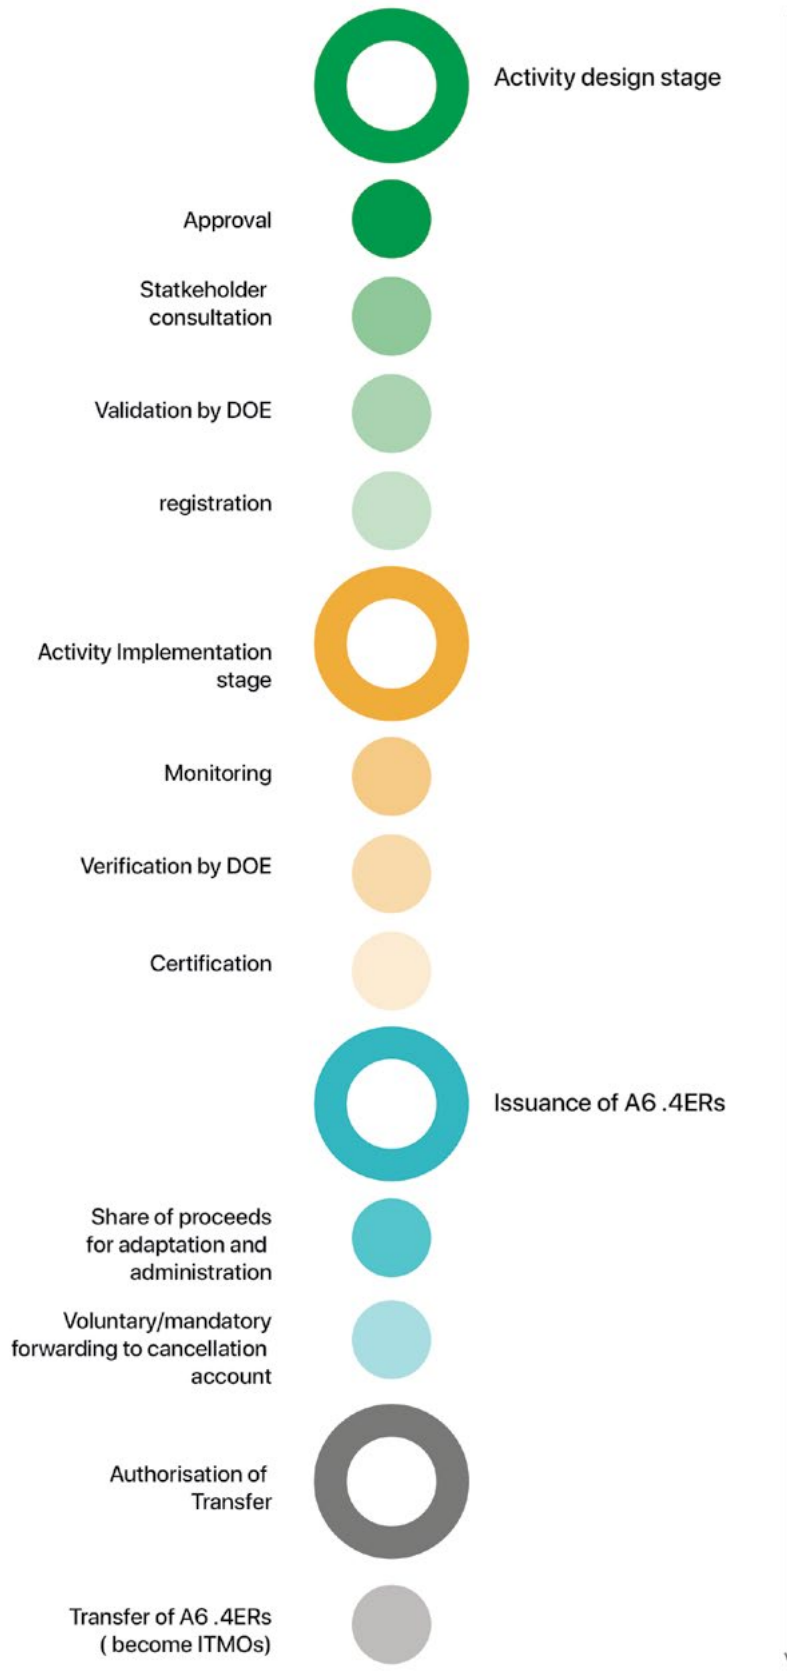 Activity design stage
Approval
Statkeholder
consultation
Validation by DOE
registration
Activity Implementation
stage
Monitoring
Verification by DOE
Certification
Issuance of A6 .4ERs
Share of proceeds
for adaptation and
administration
Voluntary/mandatory
forwarding to cancellation
account
Authorisation of
Transfer
Transfer of A6 .4ERs
( become ITMOs)